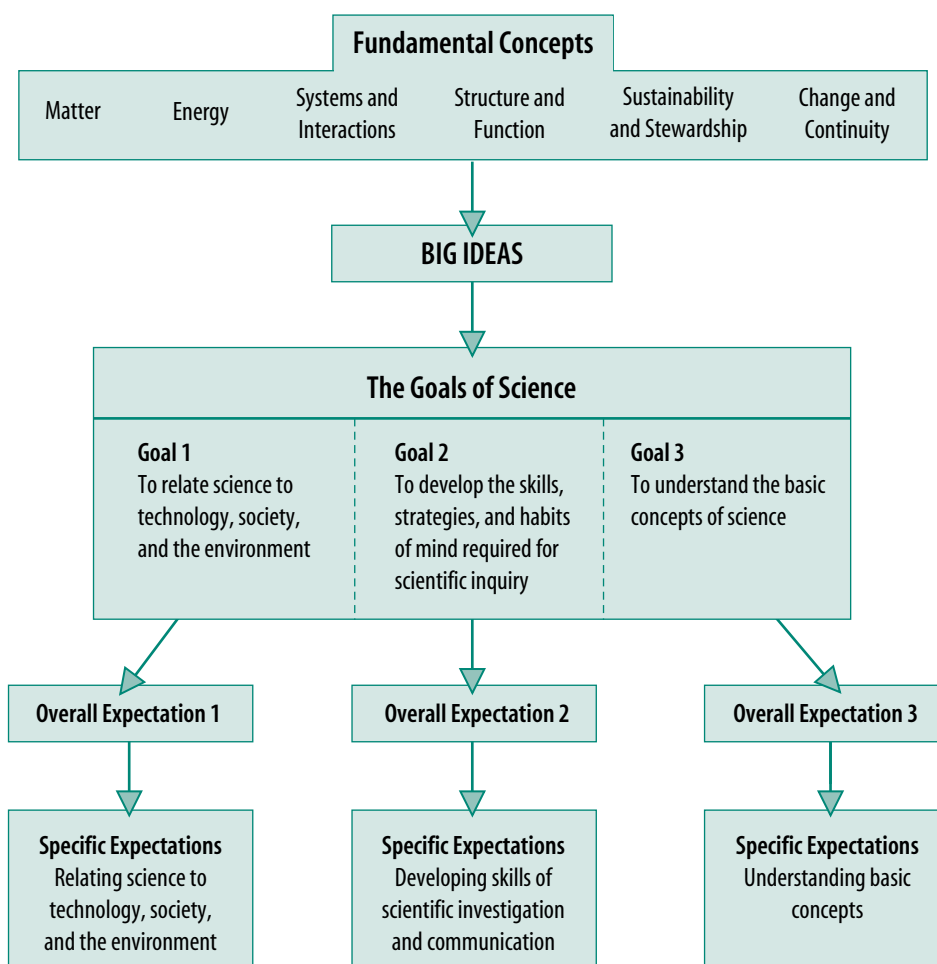 Fundamental Concepts
Matter
Energy
Systems and
Interactions
Structure and
Function
Sustainability
and Stewardship
Change and
Continuity
BIG IDEAS
The Goals of Science
Goal 1
To relate science to
technology, society,
and the environment
Goal 2
To develop the skills,
strategies, and habits
of mind required for
scientific inquiry
Goal 3
To understand the basic
concepts of science
Overall Expectation 1
Overall Expectation 2
Overall Expectation 3
Specific Expectations
Relating science to
technology, society,
and the environment
Specific Expectations
Developing skills of
scientific investigation
and communication
Specific Expectations
Understanding basic
concepts